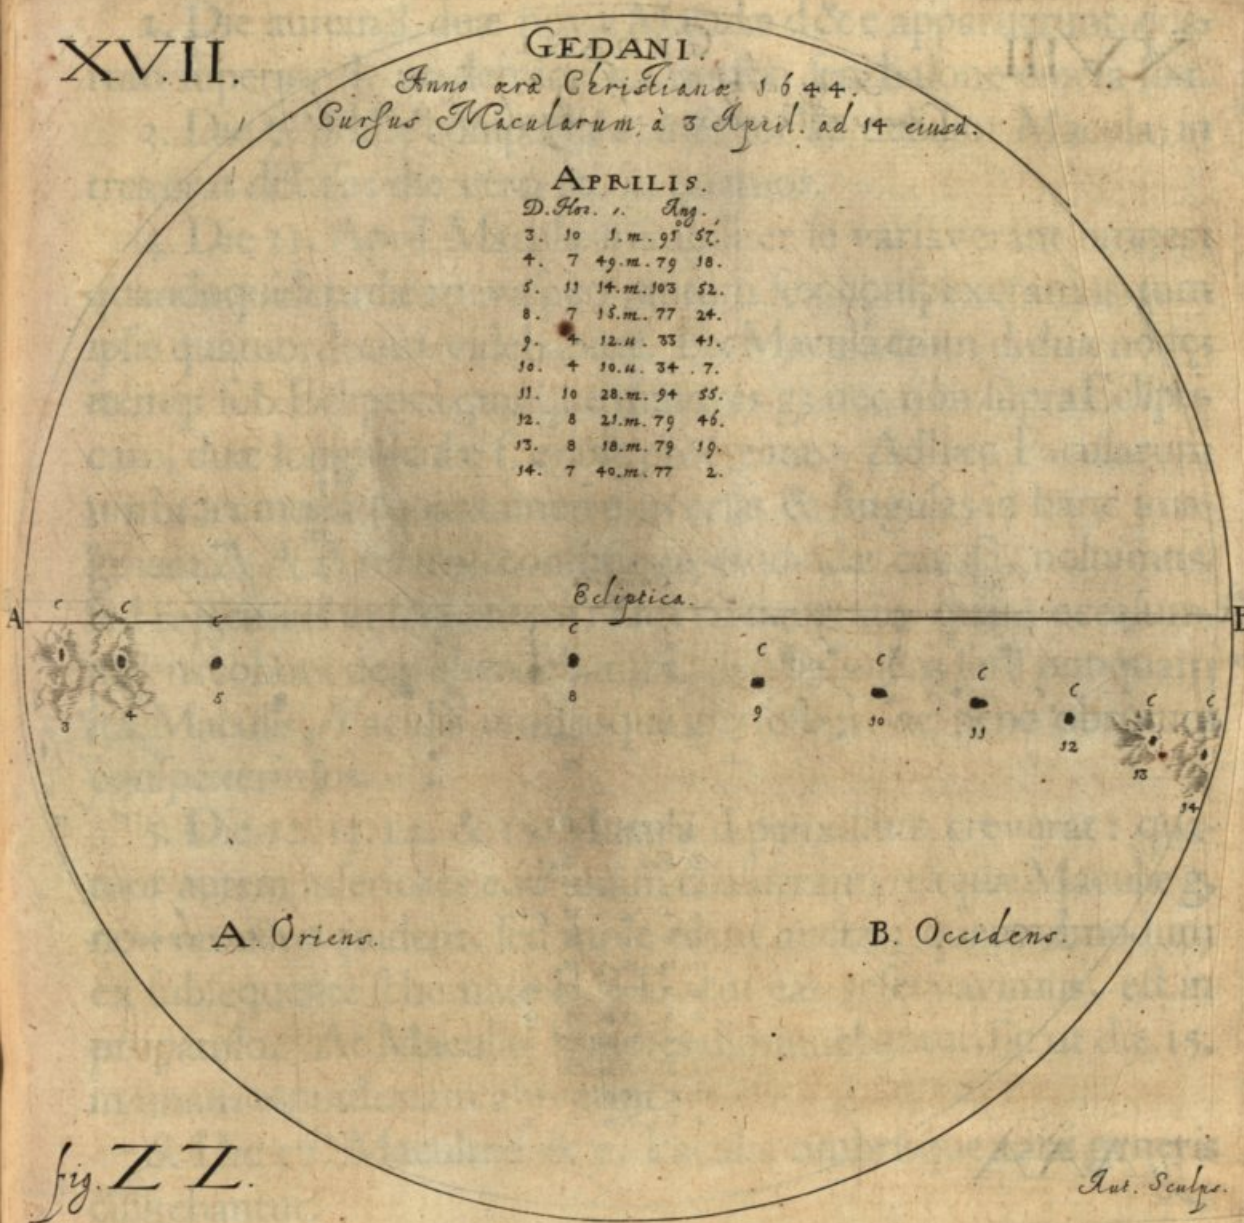 XVII.
GEDANI.
Anno æræ Christianæ 1644.
Cursus Macularum, à 3 April. ad 14 eiusd.
APRILIS.
D. Hor. ,. Ang.
3. 10 1. m. 95° 57'.
4. 7 49. m. 79 18.
5. 11 14. m. 103 52.
8. 7 15. m. 77 24.
9. 4 12. u. 33 41.
10. 4 10. u. 34 . 7.
11. 10 28. m. 94 55.
12. 8 21. m. 79 46.
13. 8 18. m. 79 19.
14. 7 40. m. 77 2.
Ecliptica.
A B
c c c c c c c c c c
3 4 5 8 9 10 11 12 13 14
A. Oriens. B. Occidens.
fig. ZZ.
Aut. Sculps.